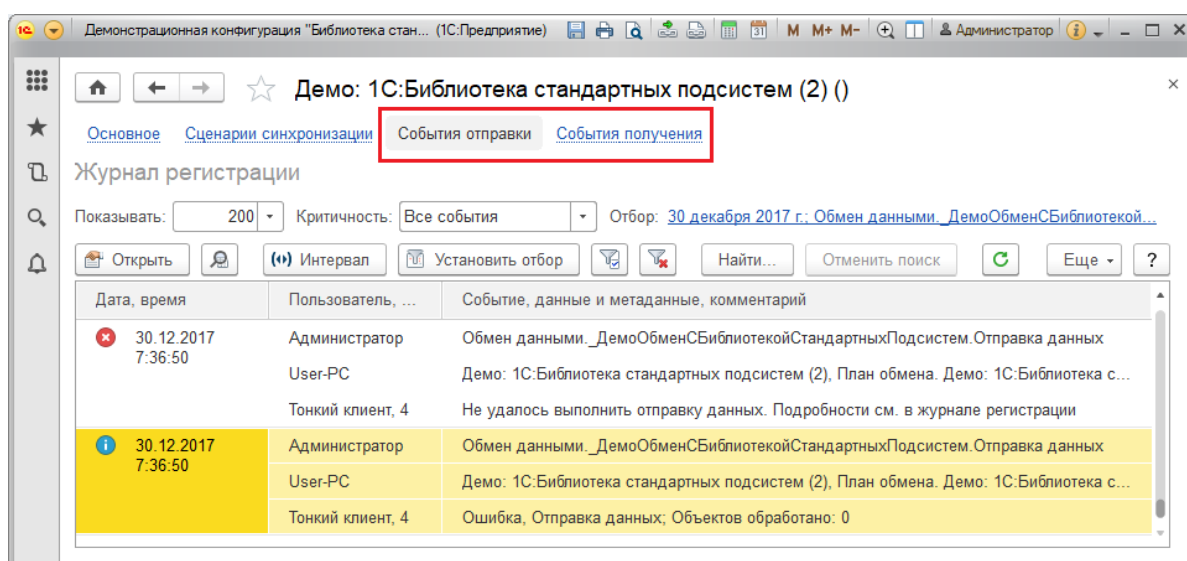 Демонстрационная конфигурация "Библиотека стан... (1С:Предприятие) M M+ M- Администратор
Демо: 1С:Библиотека стандартных подсистем (2) ()
Основное Сценарии синхронизации События отправки События получения
Журнал регистрации
Показывать: 200 Критичность: Все события Отбор: 30 декабря 2017 г.; Обмен данными._ДемоОбменСБиблиотекой...
Открыть Интервал Установить отбор Найти... Отменить поиск Еще ?
Дата, время Пользователь, ... Событие, данные и метаданные, комментарий
30.12.2017 Администратор Обмен данными._ДемоОбменСБиблиотекойСтандартныхПодсистем.Отправка данных
7:36:50
User-PC Демо: 1С:Библиотека стандартных подсистем (2), План обмена. Демо: 1С:Библиотека с...
Тонкий клиент, 4 Не удалось выполнить отправку данных. Подробности см. в журнале регистрации
30.12.2017 Администратор Обмен данными._ДемоОбменСБиблиотекойСтандартныхПодсистем.Отправка данных
7:36:50
User-PC Демо: 1С:Библиотека стандартных подсистем (2), План обмена. Демо: 1С:Библиотека с...
Тонкий клиент, 4 Ошибка, Отправка данных; Объектов обработано: 0